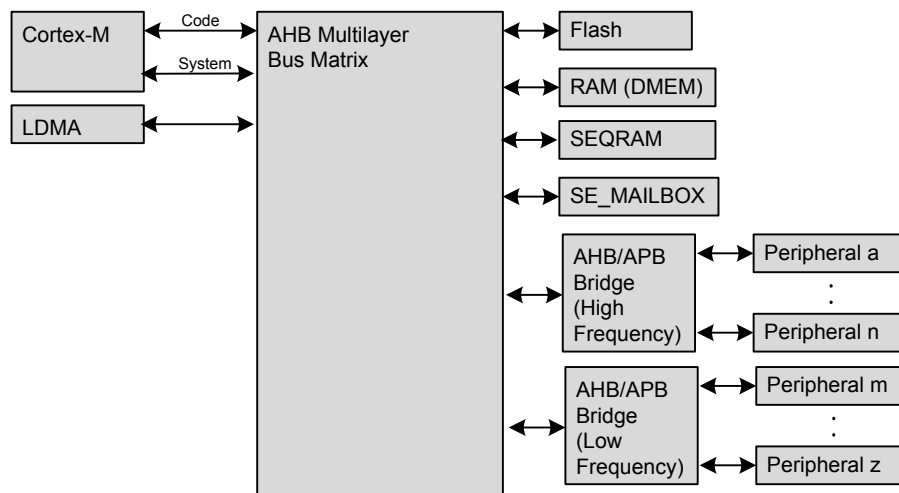 Cortex-M
Code
System
LDMA
AHB Multilayer
Bus Matrix
Flash
RAM (DMEM)
SEQRAM
SE_MAILBOX
AHB/APB
Bridge
(High
Frequency)
Peripheral a
Peripheral n
AHB/APB
Bridge
(Low
Frequency)
Peripheral m
Peripheral z